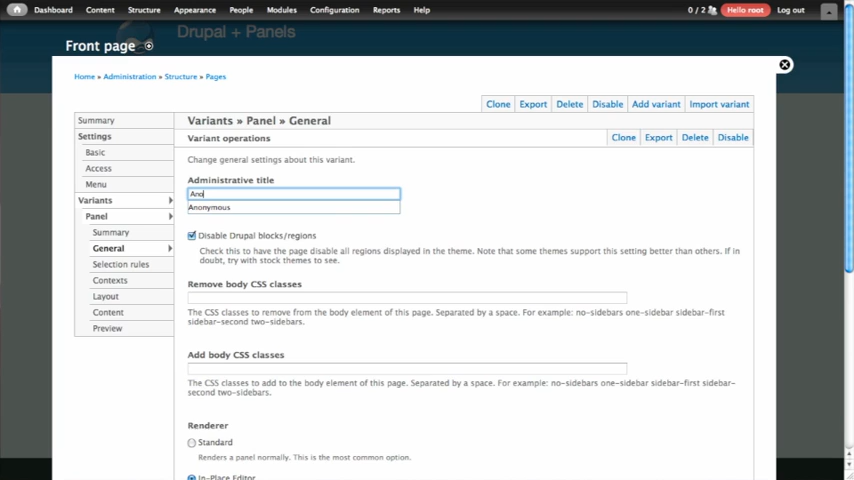 Dashboard Content Structure Appearance People Modules Configuration Reports Help 0 / 2 Hello root Log out
Drupal + Panels
Front page
Home » Administration » Structure » Pages
Clone Export Delete Disable Add variant Import variant
Summary
Settings
Basic
Access
Menu
Variants
Panel
Summary
General
Selection rules
Contexts
Layout
Content
Preview
Variants » Panel » General
Variant operations
Clone Export Delete Disable
Change general settings about this variant.
Administrative title
Ano
Anonymous
Disable Drupal blocks/regions
Check this to have the page disable all regions displayed in the theme. Note that some themes support this setting better than others. If in
doubt, try with stock themes to see.
Remove body CSS classes
The CSS classes to remove from the body element of this page. Separated by a space. For example: no-sidebars one-sidebar sidebar-first
sidebar-second two-sidebars.
Add body CSS classes
The CSS classes to add to the body element of this page. Separated by a space. For example: no-sidebars one-sidebar sidebar-first sidebar-
second two-sidebars.
Renderer
Standard
Renders a panel normally. This is the most common option.
In-Place Editor